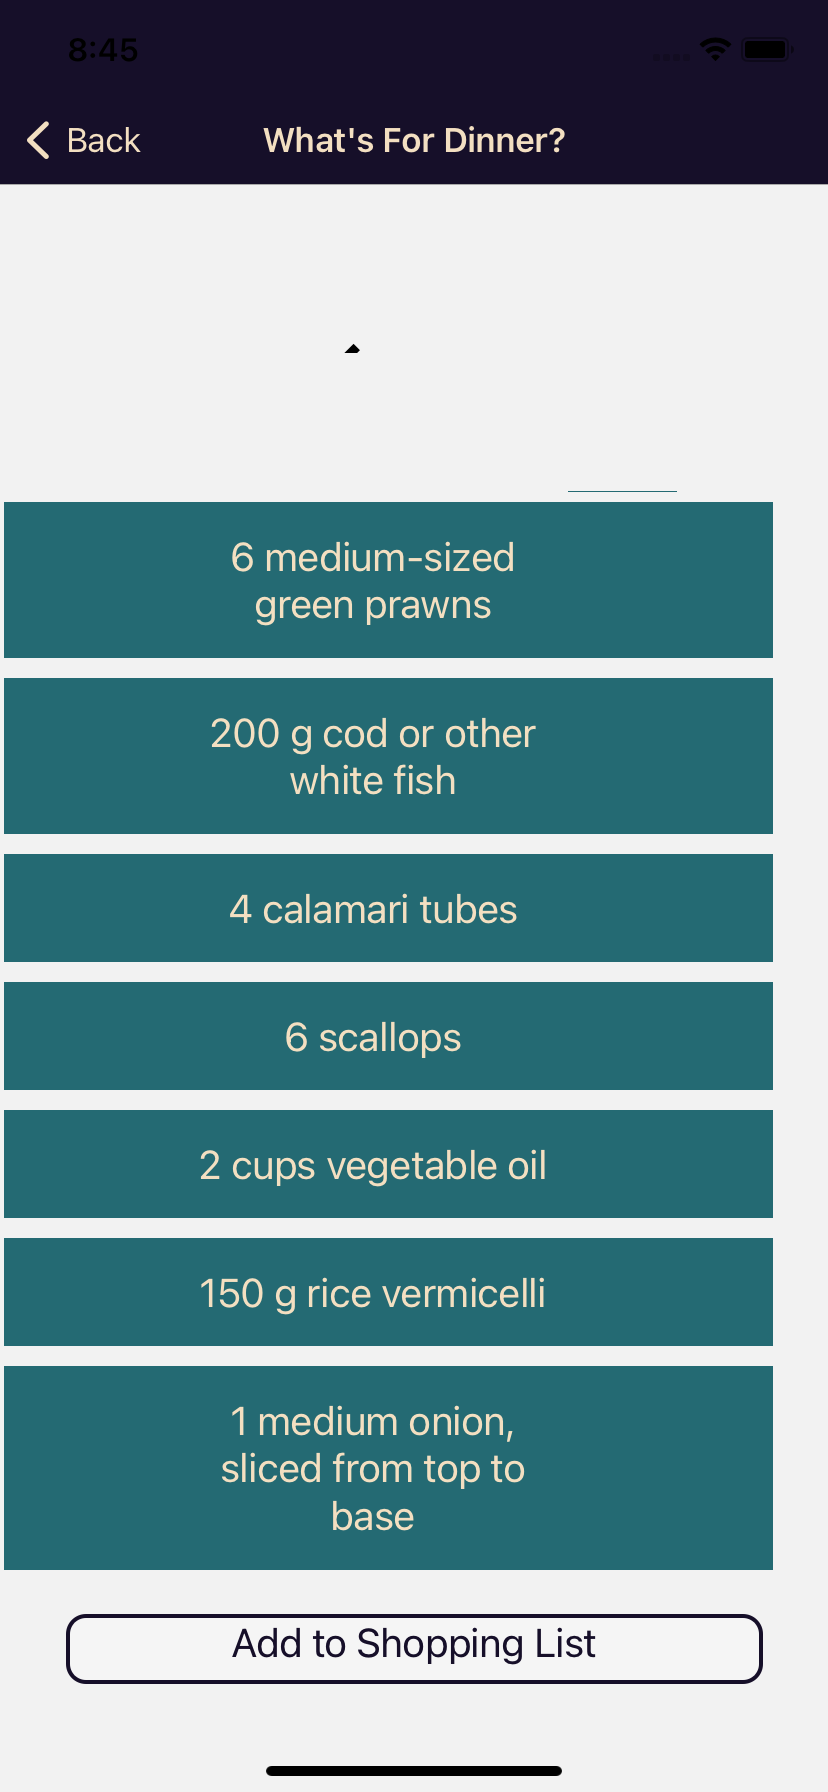 8:45
Back
What's For Dinner?
6 medium-sized
green prawns
200 g cod or other
white fish
4 calamari tubes
6 scallops
2 cups vegetable oil
150 g rice vermicelli
1 medium onion,
sliced from top to
base
Add to Shopping List